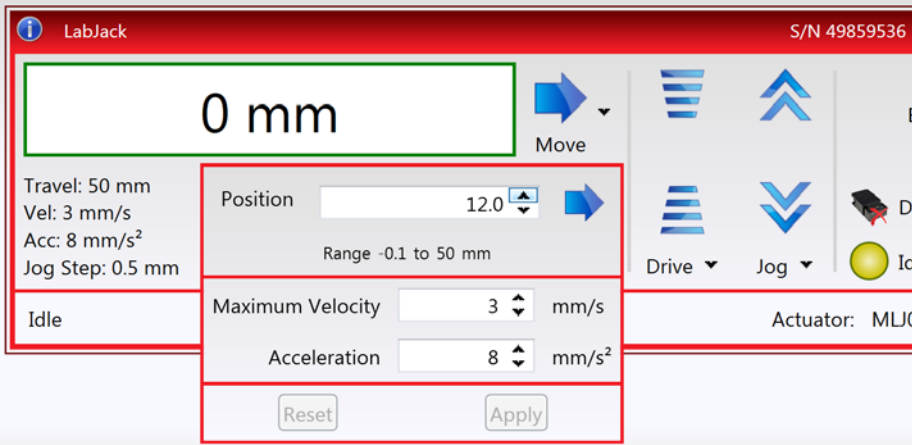 LabJack S/N 49859536
0 mm
Move
Travel: 50 mm
Vel: 3 mm/s
Acc: 8 mm/s²
Jog Step: 0.5 mm
Position 12.0
Range -0.1 to 50 mm
Drive Jog
Idle
Maximum Velocity 3 mm/s
Acceleration 8 mm/s²
Reset Apply
Actuator: